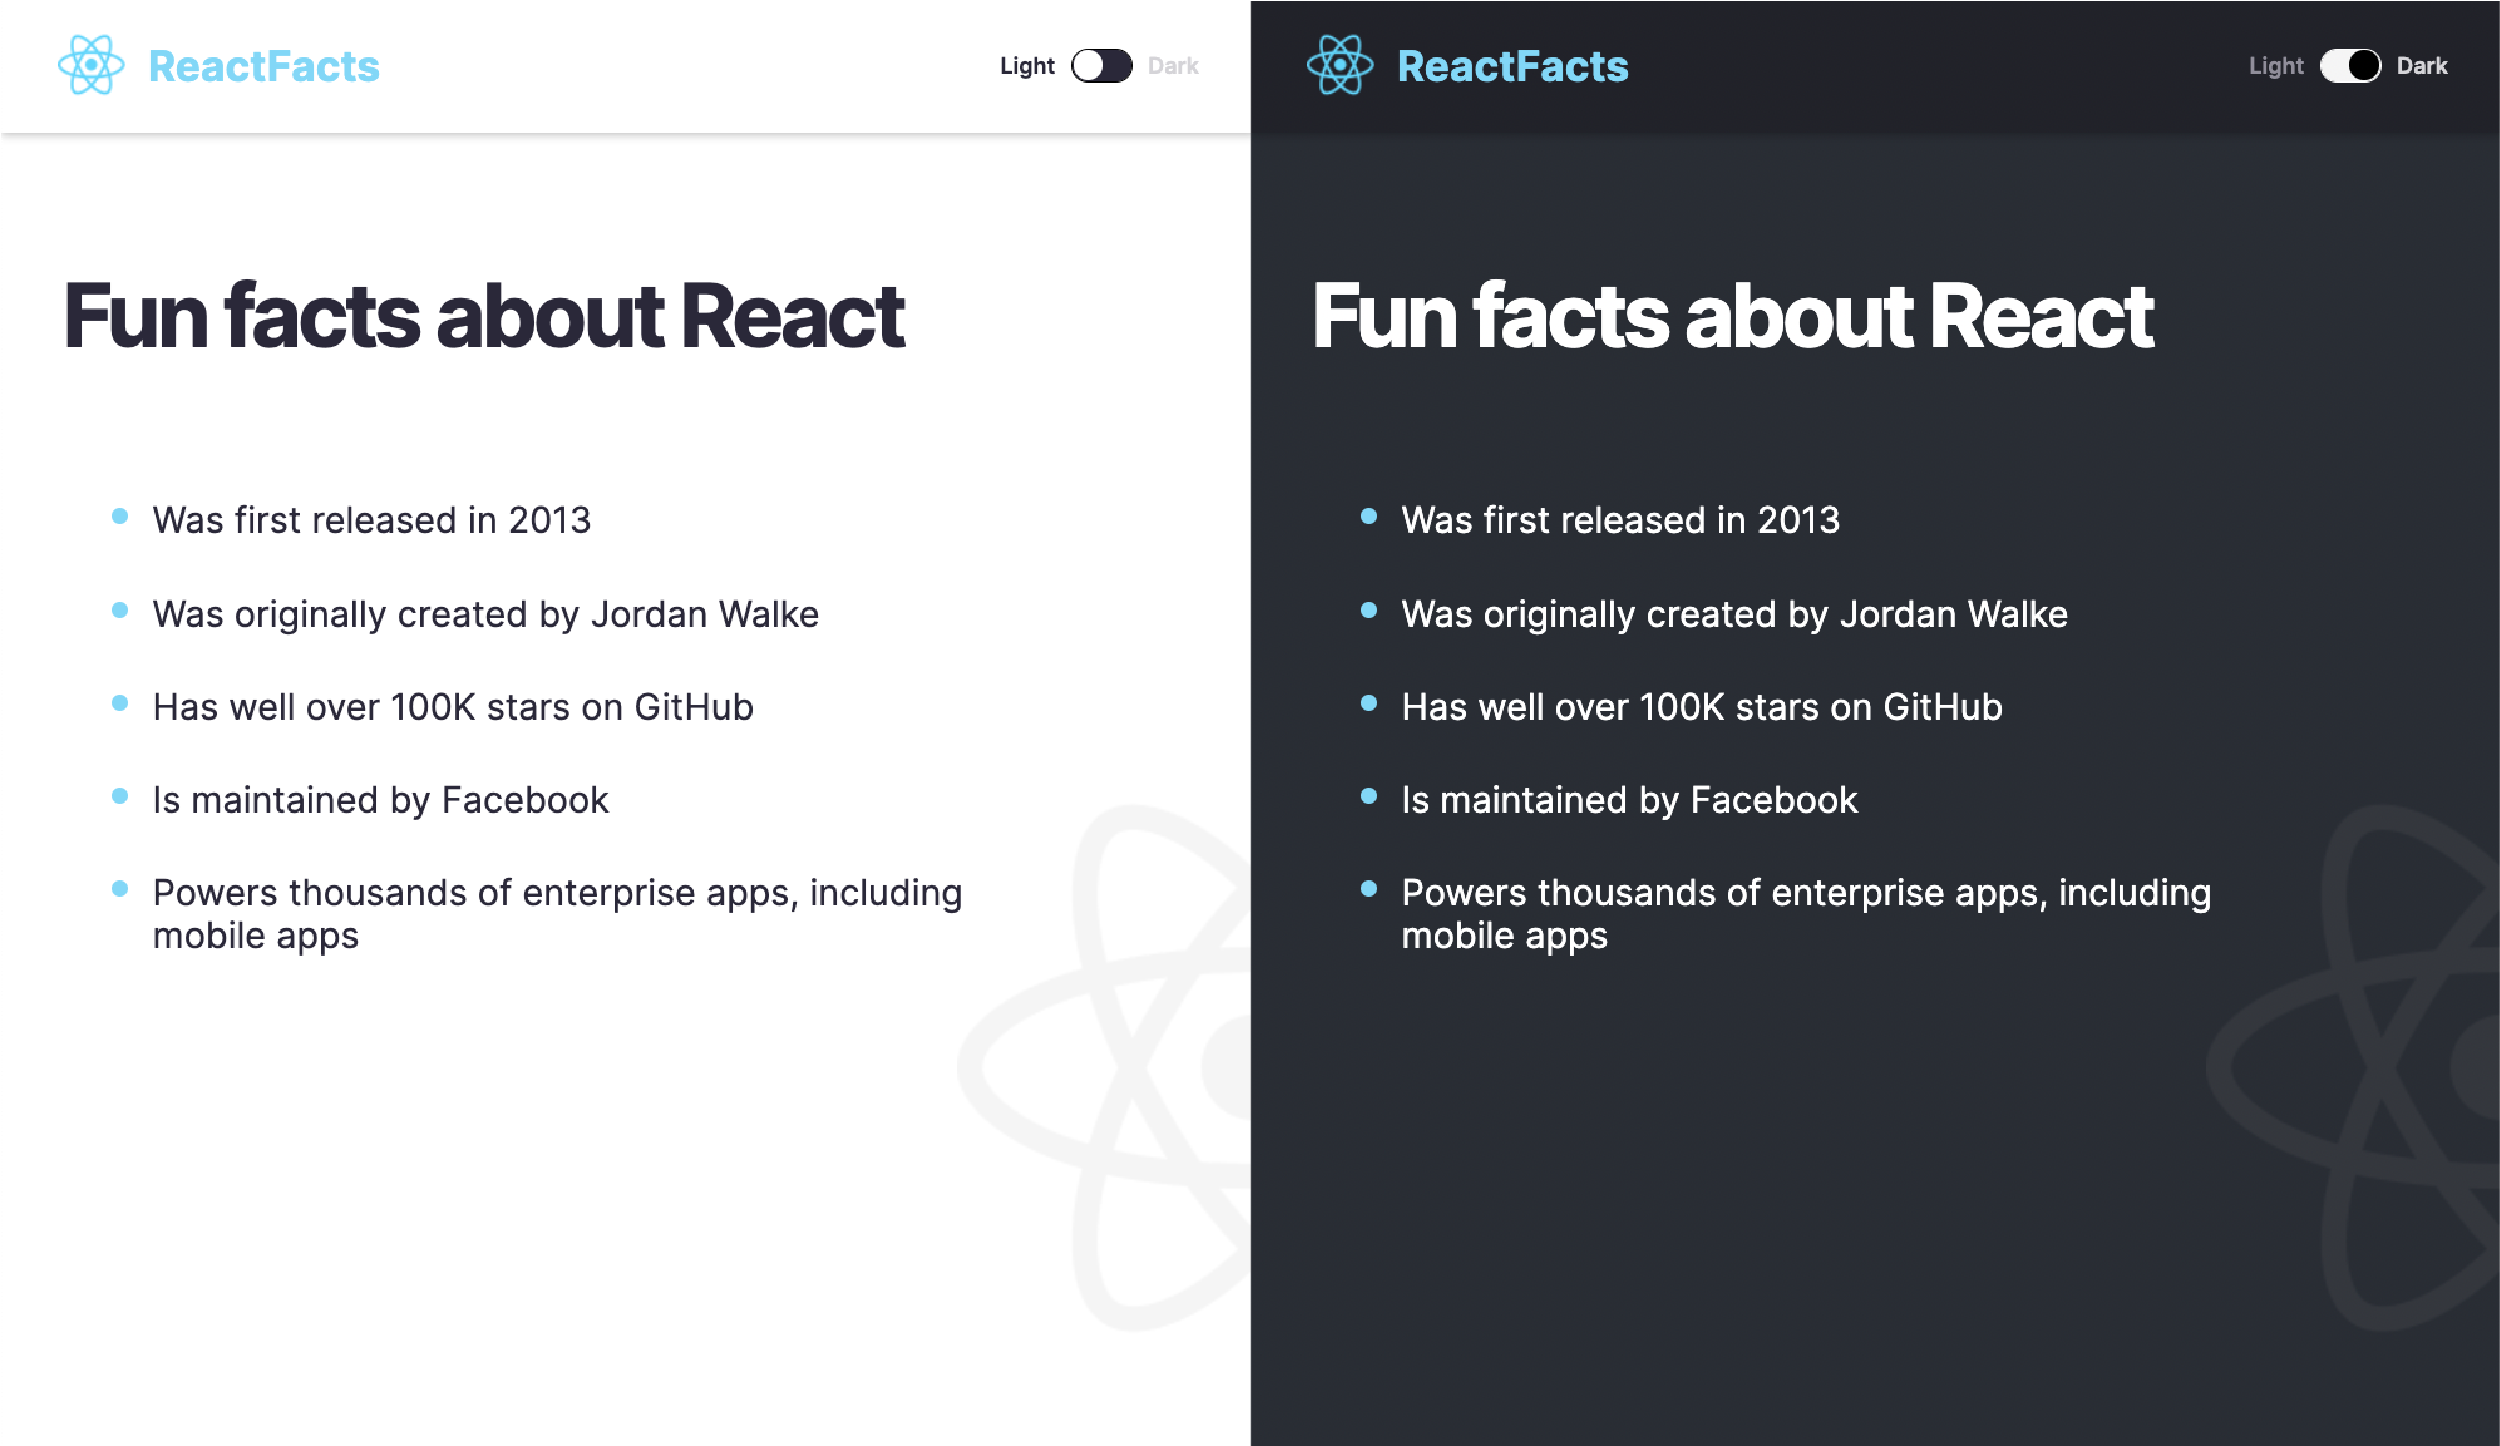 ReactFacts
Light Dark
Fun facts about React
Was first released in 2013
Was originally created by Jordan Walke
Has well over 100K stars on GitHub
Is maintained by Facebook
Powers thousands of enterprise apps, including
mobile apps
ReactFacts
Light Dark
Fun facts about React
Was first released in 2013
Was originally created by Jordan Walke
Has well over 100K stars on GitHub
Is maintained by Facebook
Powers thousands of enterprise apps, including
mobile apps